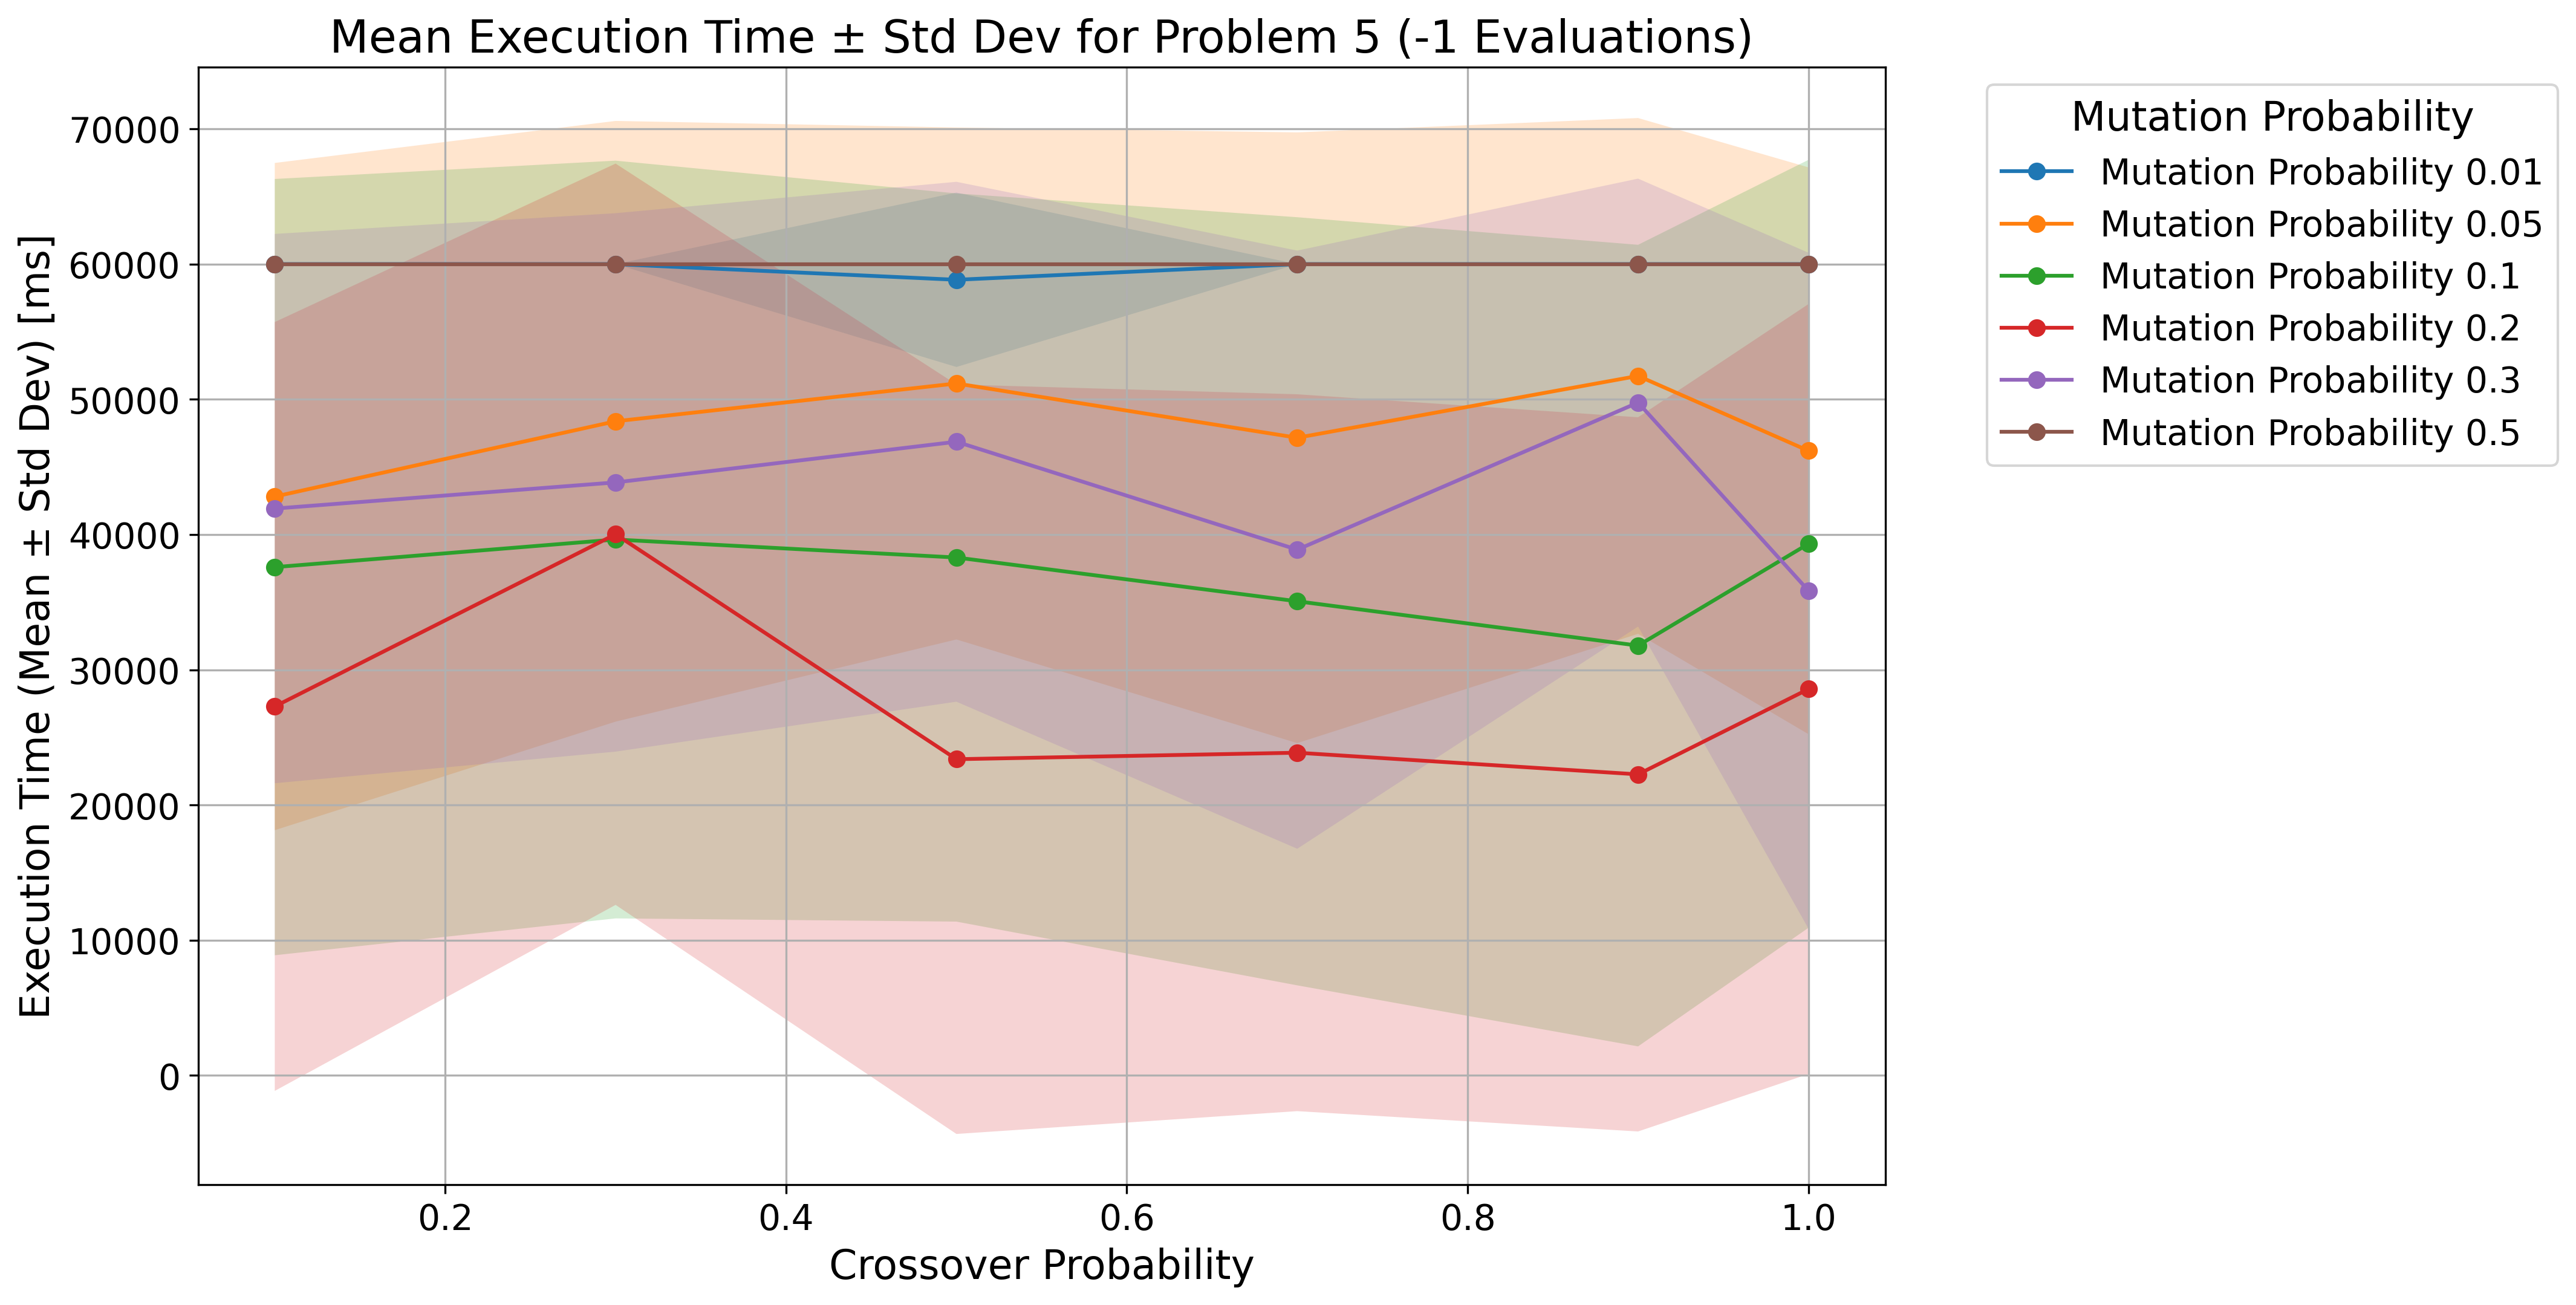 Mean Execution Time ± Std Dev for Problem 5 (-1 Evaluations)
Execution Time (Mean ± Std Dev) [ms]
70000
60000
50000
40000
30000
20000
10000
0
0.2 0.4 0.6 0.8 1.0
Crossover Probability
Mutation Probability
Mutation Probability 0.01
Mutation Probability 0.05
Mutation Probability 0.1
Mutation Probability 0.2
Mutation Probability 0.3
Mutation Probability 0.5